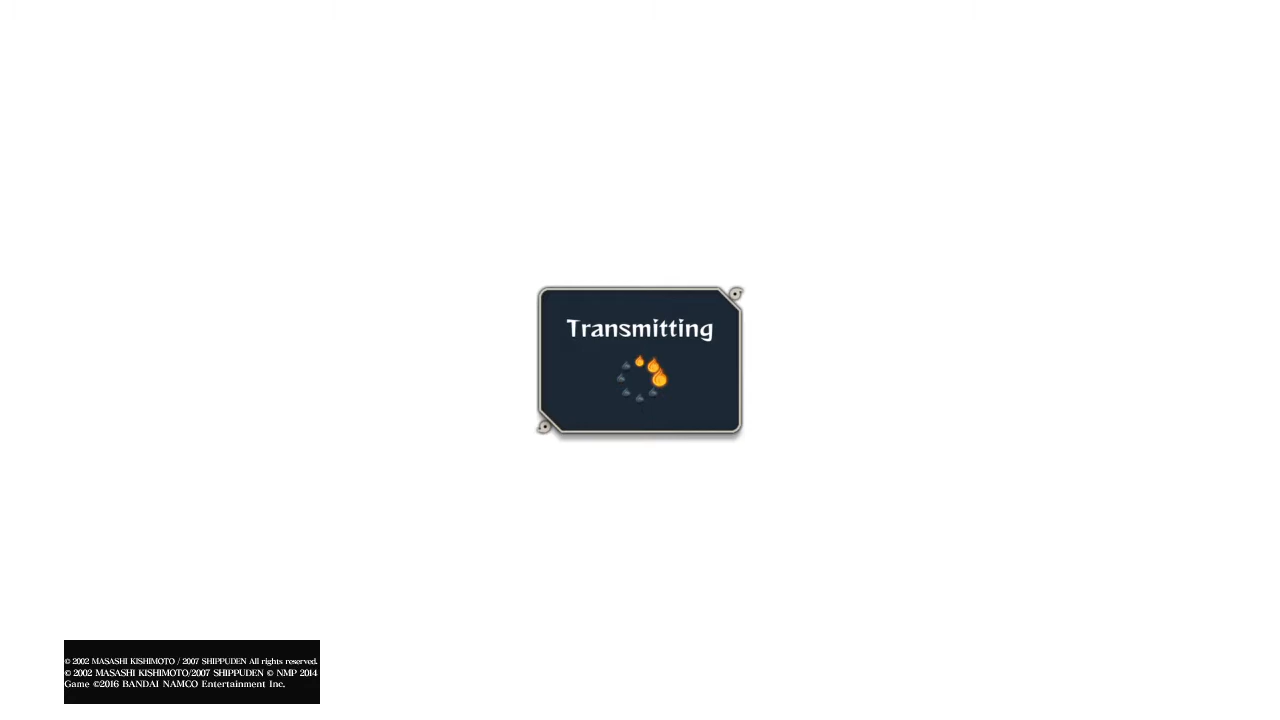 Transmitting
© 2002 MASASHI KISHIMOTO / 2007 SHIPPUDEN All rights reserved.
© 2002 MASASHI KISHIMOTO/2007 SHIPPUDEN © NMP 2014
Game ©2016 BANDAI NAMCO Entertainment Inc.